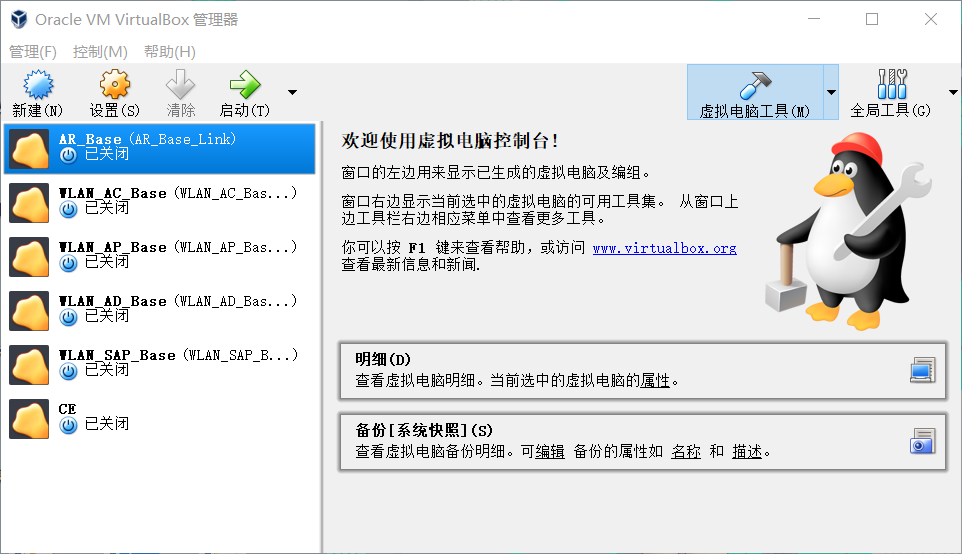 Oracle VM VirtualBox 管理器
管理(F) 控制(M) 帮助(H)
新建(N) 设置(S) 清除 启动(T) 虚拟电脑工具(M) 全局工具(G)
AR_Base (AR_Base_Link)
已关闭
WLAN_AC_Base (WLAN_AC_Bas...)
已关闭
WLAN_AP_Base (WLAN_AP_Bas...)
已关闭
WLAN_AD_Base (WLAN_AD_Bas...)
已关闭
WLAN_SAP_Base (WLAN_SAP_B...)
已关闭
CE
已关闭
欢迎使用虚拟电脑控制台!
窗口的左边用来显示已生成的虚拟电脑及编组。
窗口右边显示当前选中的虚拟电脑的可用工具集。 从窗口上
边工具栏右边相应菜单中查看更多工具。
你可以按 F1 键来查看帮助，或访问 www.virtualbox.org
查看最新信息和新闻.
明细(D)
查看虚拟电脑明细。当前选中的虚拟电脑的属性。
备份[系统快照](S)
查看虚拟电脑备份明细。可编辑 备份的属性如 名称 和 描述。